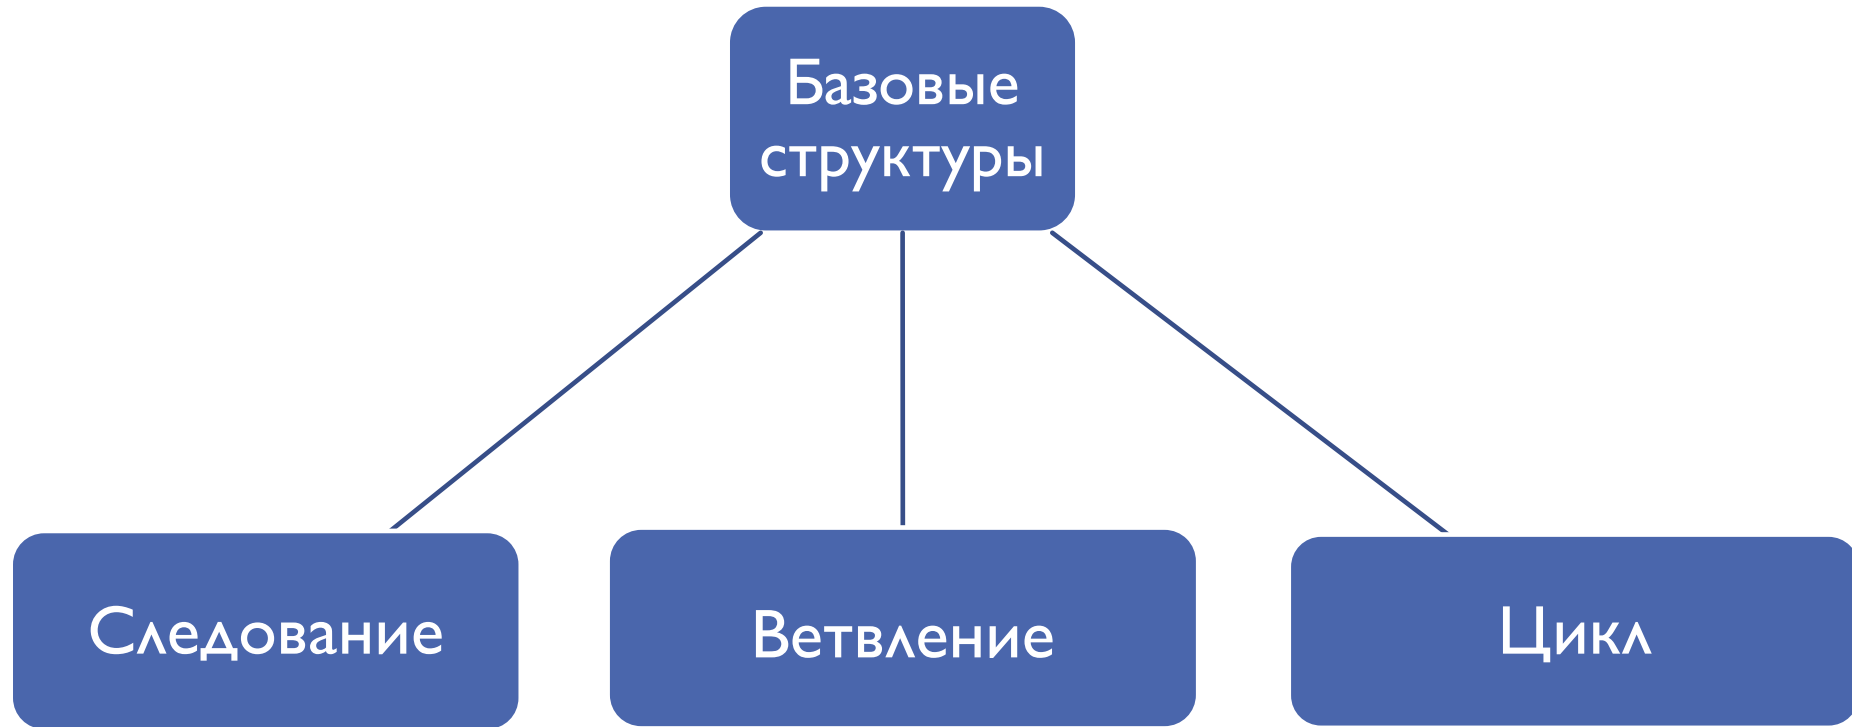 Базовые
структуры
Следование
Ветвление
Цикл